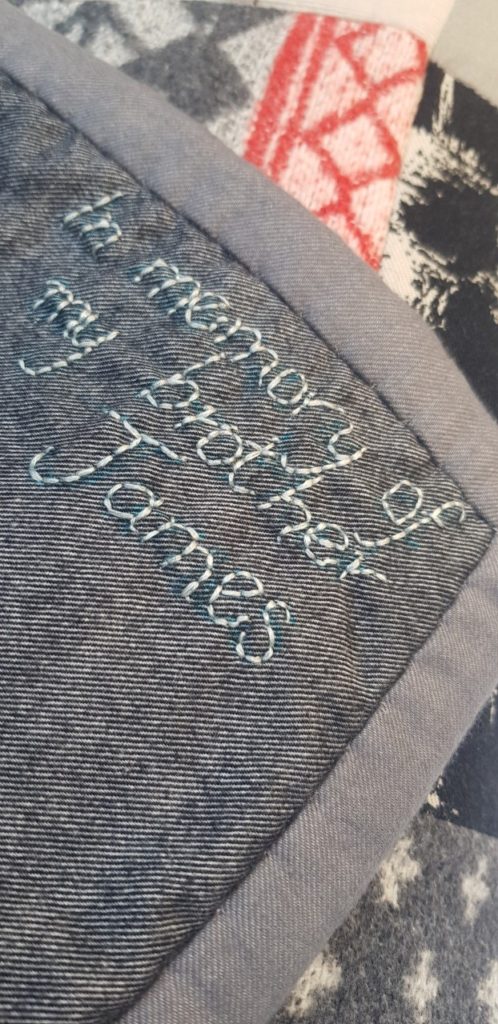 In memory of
my brother
James